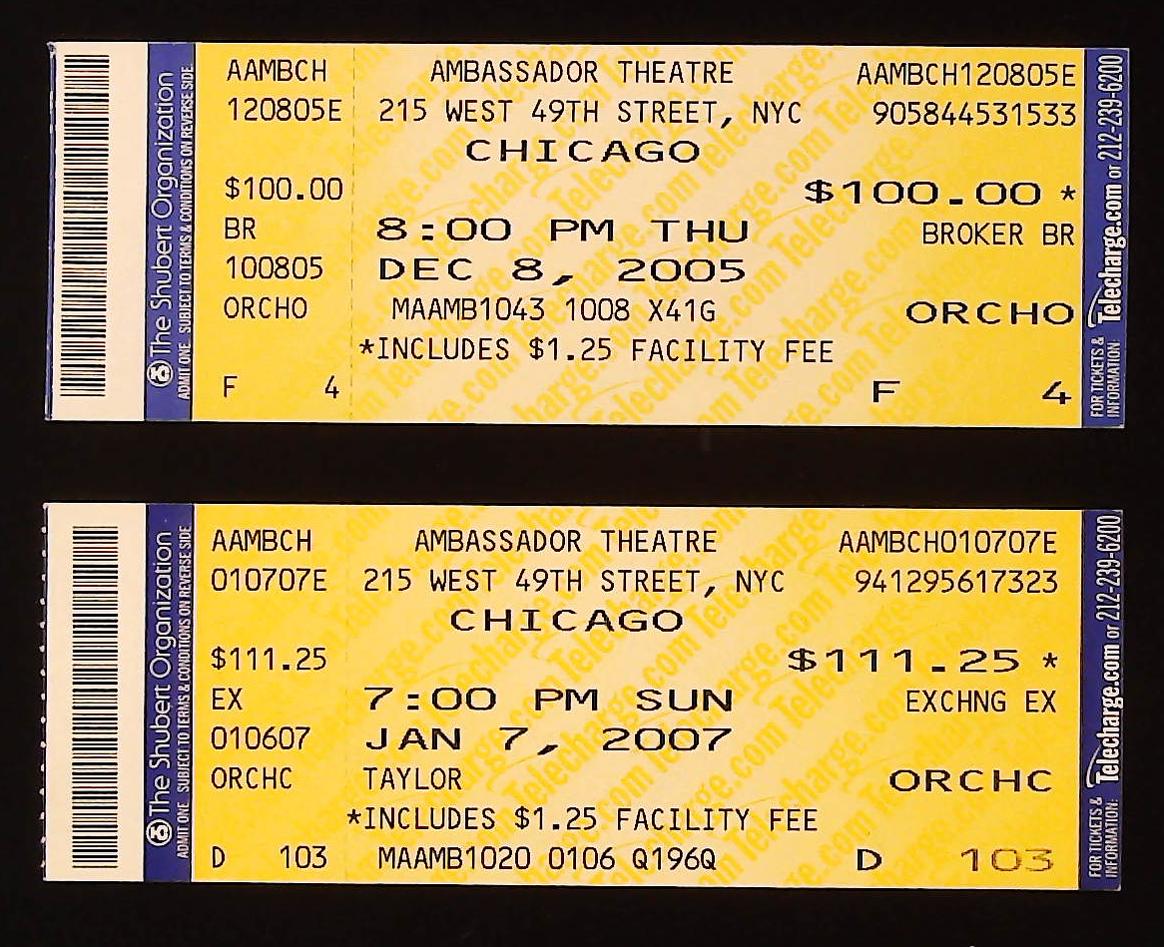 The Shubert Organization
ADMIT ONE SUBJECT TO TERMS & CONDITIONS ON REVERSE SIDE.
AAMBCH
120805E
$100.00
BR
100805
ORCHO
F 4
AMBASSADOR THEATRE AAMBCH120805E
215 WEST 49TH STREET, NYC 905844531533
CHICAGO
$100.00 *
8:00 PM THU BROKER BR
DEC 8, 2005
MAAMB1043 1008 X41G ORCHO
*INCLUDES $1.25 FACILITY FEE
F 4
FOR TICKETS & INFORMATION: Telecharge.com or 212-239-6200
The Shubert Organization
ADMIT ONE SUBJECT TO TERMS & CONDITIONS ON REVERSE SIDE.
AAMBCH
010707E
$111.25
EX
010607
ORCHC
D 103
AMBASSADOR THEATRE AAMBCH010707E
215 WEST 49TH STREET, NYC 941295617323
CHICAGO
$111.25 *
7:00 PM SUN EXCHNG EX
JAN 7, 2007
TAYLOR ORCHC
*INCLUDES $1.25 FACILITY FEE
MAAMB1020 0106 Q196Q D 103
FOR TICKETS & INFORMATION: Telecharge.com or 212-239-6200